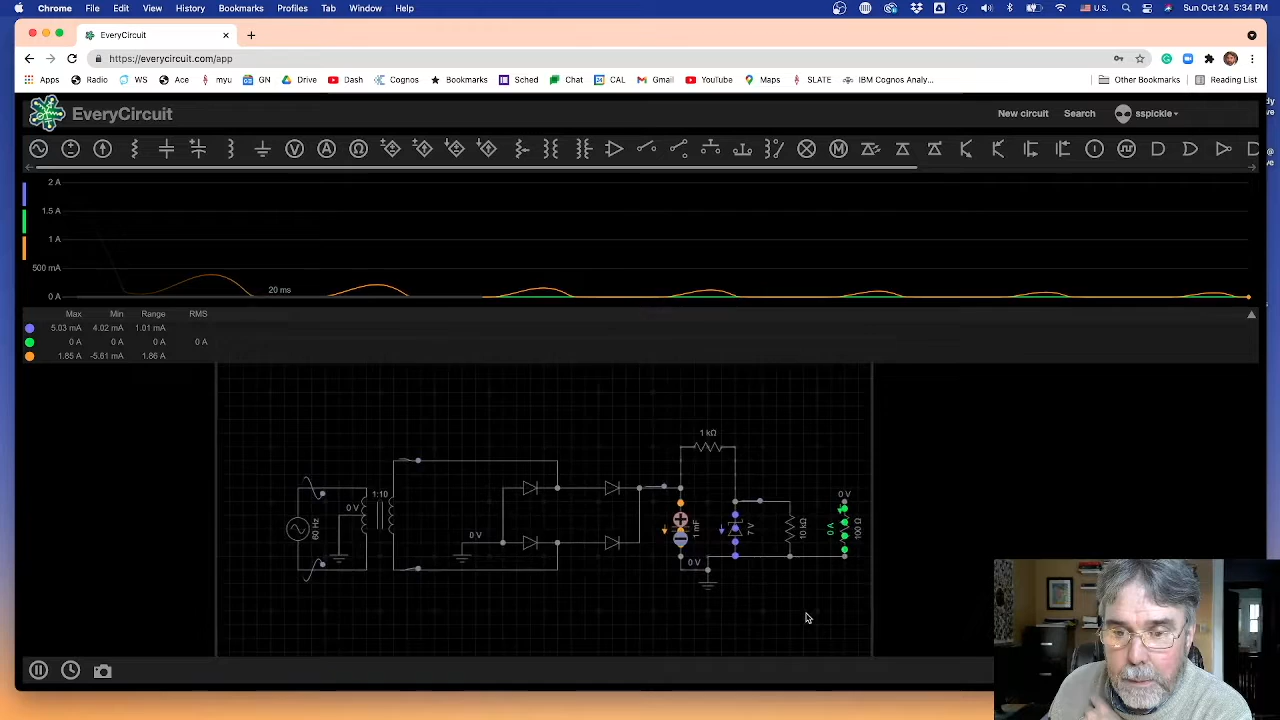 Chrome File Edit View History Bookmarks Profiles Tab Window Help U.S. Sun Oct 24 5:34 PM
EveryCircuit
https://everycircuit.com/app
Apps Radio WS Ace myu GN Drive Dash Cognos Bookmarks Sched Chat CAL Gmail YouTube Maps SLATE IBM Cognos Analy... Other Bookmarks Reading List
EveryCircuit New circuit Search sspickle
2 A
1.5 A
1 A
500 mA
0 A
20 ms
Max Min Range RMS
5.03 mA 4.02 mA 1.01 mA
0 A 0 A 0 A 0 A
1.85 A -5.61 mA 1.86 A
1 kΩ
1:10
0 V
60 Hz
0 V
1 mF
0 V
7 V
10 kΩ
0 V
0 A
100 Ω